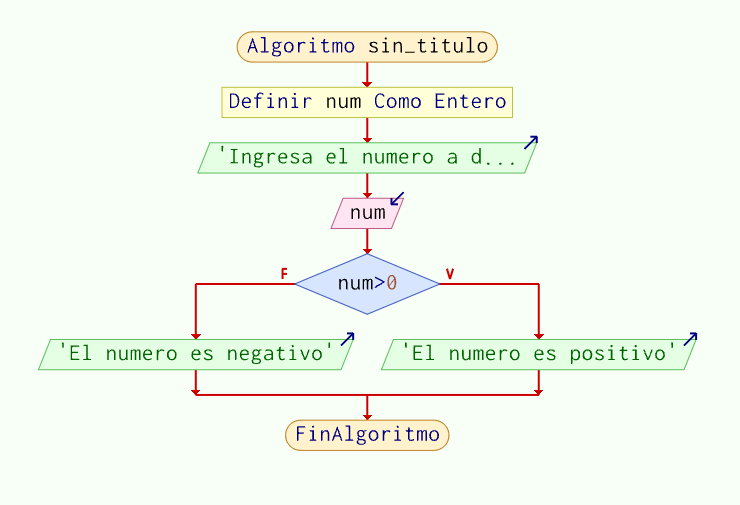 Algoritmo sin_titulo
Definir num Como Entero
'Ingresa el numero a d...
num
num>0
F
V
'El numero es negativo'
'El numero es positivo'
FinAlgoritmo